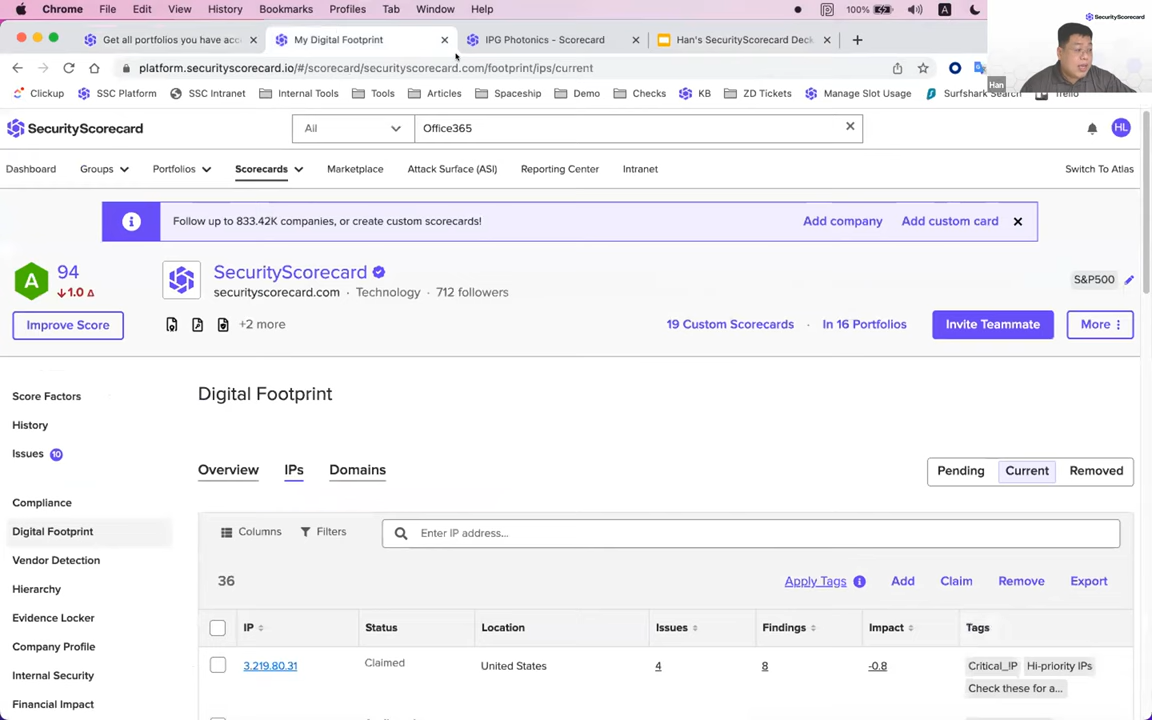 Chrome File Edit View History Bookmarks Profiles Tab Window Help 100% A
SecurityScorecard
Get all portfolios you have acc
My Digital Footprint
IPG Photonics - Scorecard
Han's SecurityScorecard Deck
platform.securityscorecard.io/#/scorecard/securityscorecard.com/footprint/ips/current
Han
Clickup SSC Platform SSC Intranet Internal Tools Tools Articles Spaceship Demo Checks KB ZD Tickets Manage Slot Usage Surfshark Search Trello
SecurityScorecard
All
Office365
HL
Dashboard Groups Portfolios Scorecards Marketplace Attack Surface (ASI) Reporting Center Intranet Switch To Atlas
Follow up to 833.42K companies, or create custom scorecards! Add company Add custom card
A 94
1.0 Δ
SecurityScorecard
securityscorecard.com · Technology · 712 followers
S&P500
Improve Score
+2 more
19 Custom Scorecards · In 16 Portfolios
Invite Teammate
More
Score Factors
History
Issues 10
Compliance
Digital Footprint
Vendor Detection
Hierarchy
Evidence Locker
Company Profile
Internal Security
Financial Impact
Digital Footprint
Overview IPs Domains
Pending Current Removed
Columns Filters Enter IP address...
36 Apply Tags Add Claim Remove Export
IP Status Location Issues Findings Impact Tags
3.219.80.31 Claimed United States 4 8 -0.8 Critical_IP Hi-priority IPs
Check these for a...